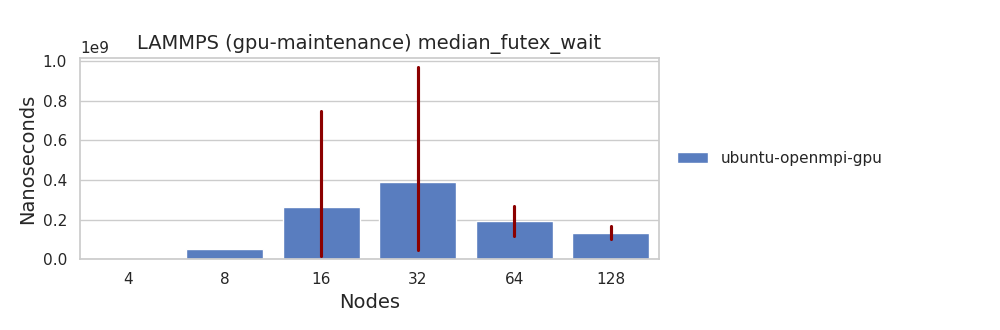 LAMMPS (gpu-maintenance) median_futex_wait
1e9
1.0
0.8
0.6
0.4
0.2
0.0
Nanoseconds
4 8 16 32 64 128
Nodes
ubuntu-openmpi-gpu